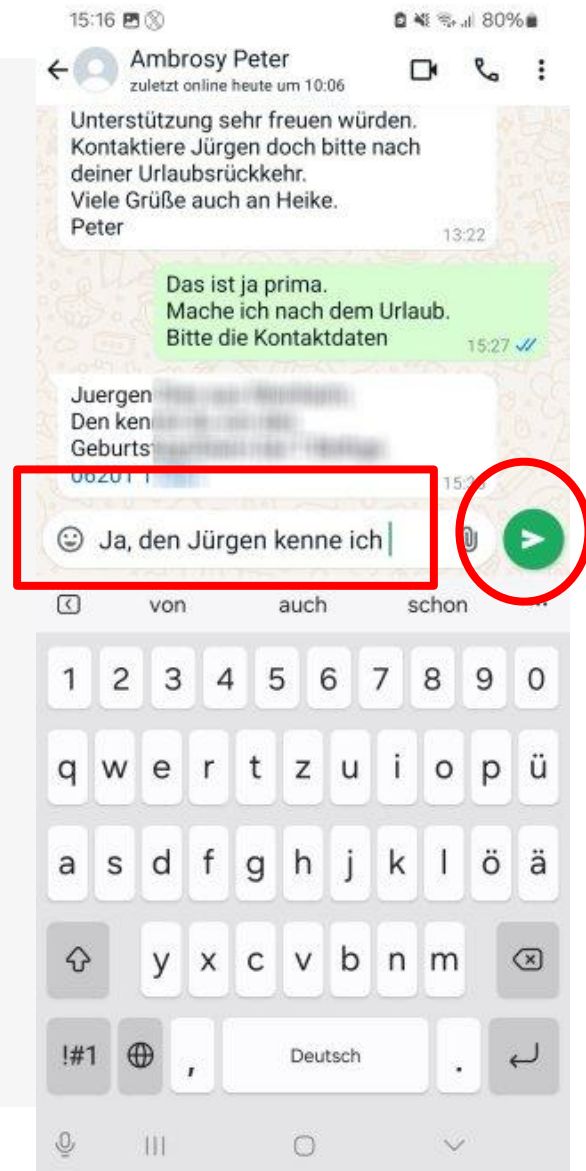 15:16
80%
Ambrosy Peter
zuletzt online heute um 10:06
Unterstützung sehr freuen würden.
Kontaktiere Jürgen doch bitte nach
deiner Urlaubsrückkehr.
Viele Grüße auch an Heike.
Peter
13:22
Das ist ja prima.
Mache ich nach dem Urlaub.
Bitte die Kontaktdaten
15:27
Juergen
Den
Geburts
06201 1
Ja, den Jürgen kenne ich
von auch schon ...
1 2 3 4 5 6 7 8 9 0
q w e r t z u i o p ü
a s d f g h j k l ö ä
y x c v b n m
!#1 , Deutsch .